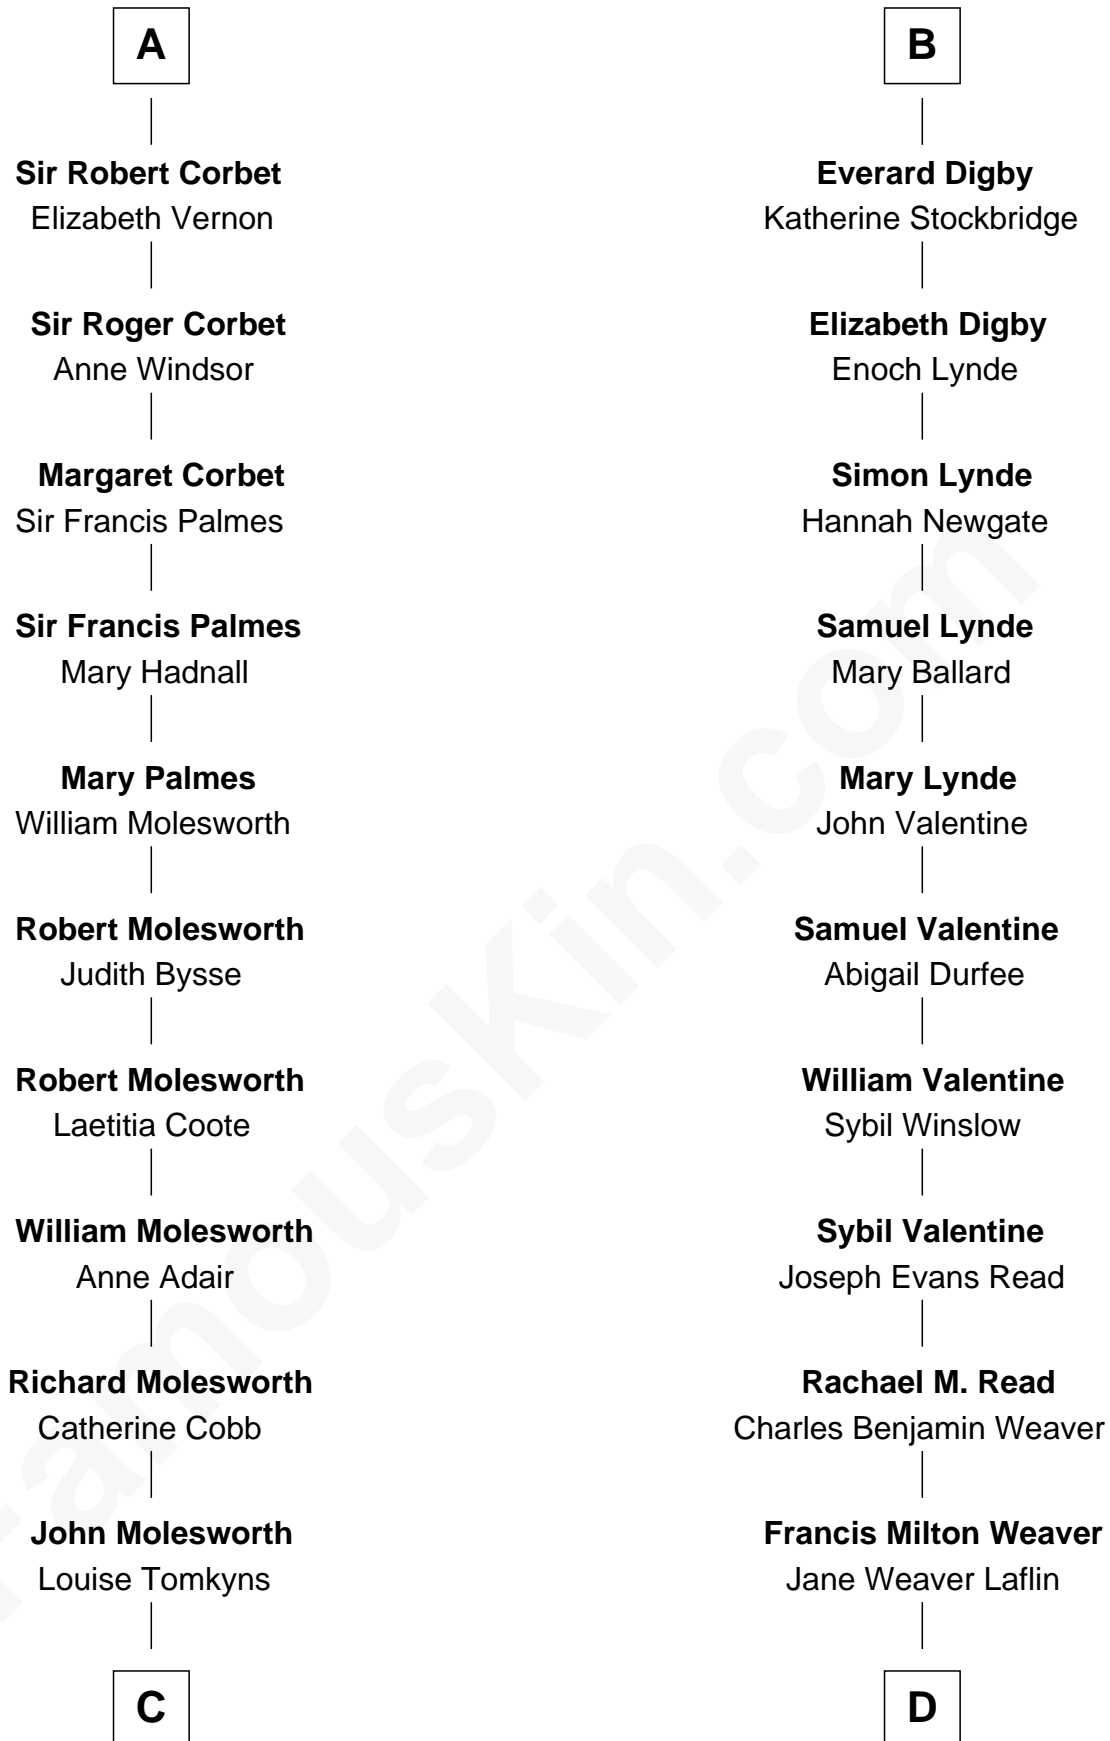 A
Sir Robert Corbet
Elizabeth Vernon
Sir Roger Corbet
Anne Windsor
Margaret Corbet
Sir Francis Palmes
Sir Francis Palmes
Mary Hadnall
Mary Palmes
William Molesworth
Robert Molesworth
Judith Bysse
Robert Molesworth
Laetitia Coote
William Molesworth
Anne Adair
Richard Molesworth
Catherine Cobb
John Molesworth
Louise Tomkyns
C
B
Everard Digby
Katherine Stockbridge
Elizabeth Digby
Enoch Lynde
Simon Lynde
Hannah Newgate
Samuel Lynde
Mary Ballard
Mary Lynde
John Valentine
Samuel Valentine
Abigail Durfee
William Valentine
Sybil Winslow
Sybil Valentine
Joseph Evans Read
Rachael M. Read
Charles Benjamin Weaver
Francis Milton Weaver
Jane Weaver Laflin
D
FamousKin.com